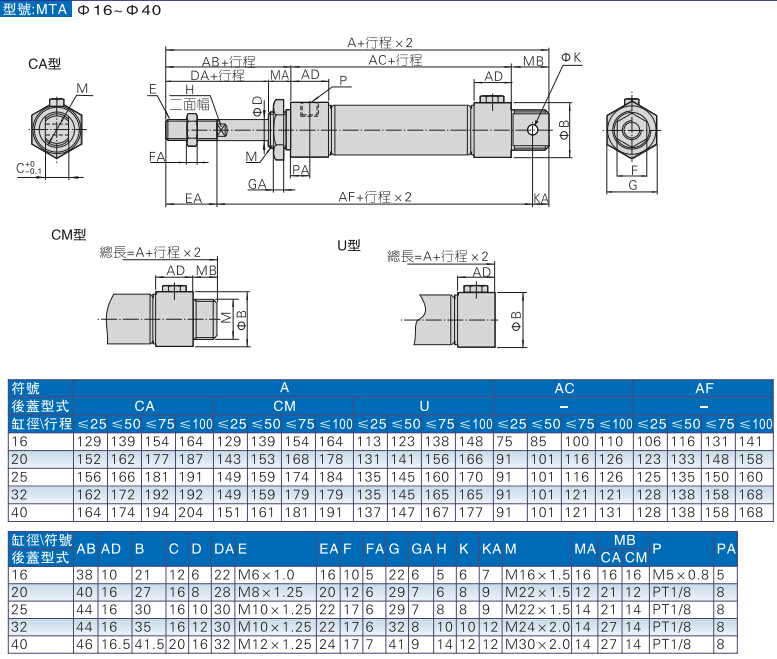 型號:MTA Φ16~Φ40
A+行程×2
AB+行程 AC+行程 MB
DA+行程 MA AD AD
CA型
M
E H
二面幅
ΦD
P
ΦK
ΦB
FA
C+0
-0.1
M
PA
GA
F
G
EA AF+行程×2 KA
CM型
總長=A+行程×2
AD MB
M
ΦB
U型
總長=A+行程×2
AD
ΦB
符號 A AC AF
後蓋型式 CA CM U – –
缸徑\行程 ≤25 ≤50 ≤75 ≤100 ≤25 ≤50 ≤75 ≤100 ≤25 ≤50 ≤75 ≤100 ≤25 ≤50 ≤75 ≤100 ≤25 ≤50 ≤75 ≤100
16 129 139 154 164 129 139 154 164 113 123 138 148 75 85 100 110 106 116 131 141
20 152 162 177 187 143 153 168 178 131 141 156 166 91 101 116 126 123 133 148 158
25 156 166 181 191 149 159 174 184 135 145 160 170 91 101 116 126 125 135 150 160
32 162 172 192 192 149 159 179 179 135 145 165 165 91 101 121 121 128 138 158 168
40 164 174 194 204 151 161 181 191 137 147 167 177 91 101 121 131 128 138 158 168
缸徑\符號 AB AD B C D DA E EA F FA G GA H K KA M MA MB P PA
後蓋型式 CA CM
16 38 10 21 12 6 22 M6×1.0 16 10 5 22 6 5 6 7 M16×1.5 16 16 16 M5×0.8 5
20 40 16 27 16 8 28 M8×1.25 20 12 6 29 7 6 8 9 M22×1.5 12 21 12 PT1/8 8
25 44 16 30 16 10 30 M10×1.25 22 17 6 29 7 8 8 9 M22×1.5 14 21 14 PT1/8 8
32 44 16 35 16 12 30 M10×1.25 22 17 6 32 8 10 10 12 M24×2.0 14 27 14 PT1/8 8
40 46 16.5 41.5 20 16 32 M12×1.25 24 17 7 41 9 14 12 12 M30×2.0 14 27 14 PT1/8 8